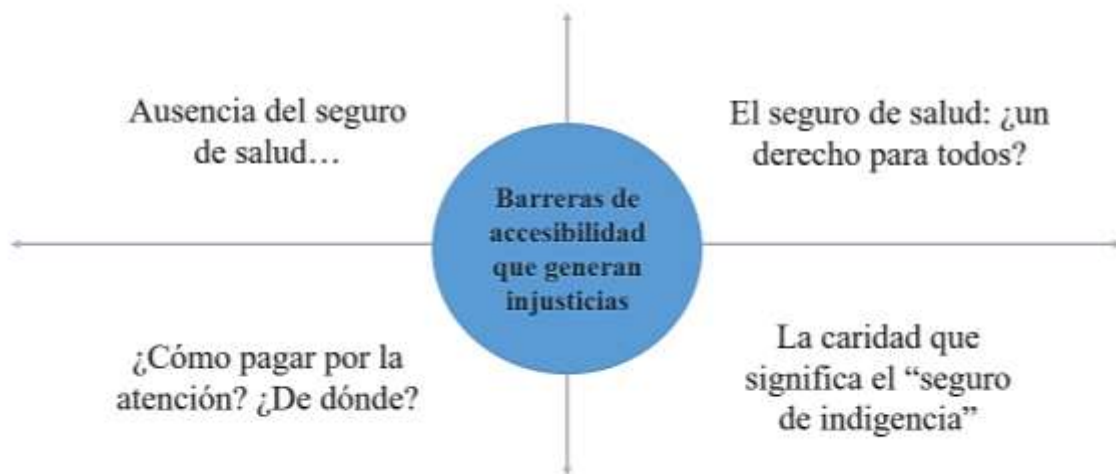 Ausencia del seguro
de salud…
El seguro de salud: ¿un
derecho para todos?
Barreras de
accesibilidad
que generan
injusticias
¿Cómo pagar por la
atención? ¿De dónde?
La caridad que
significa el “seguro
de indigencia”